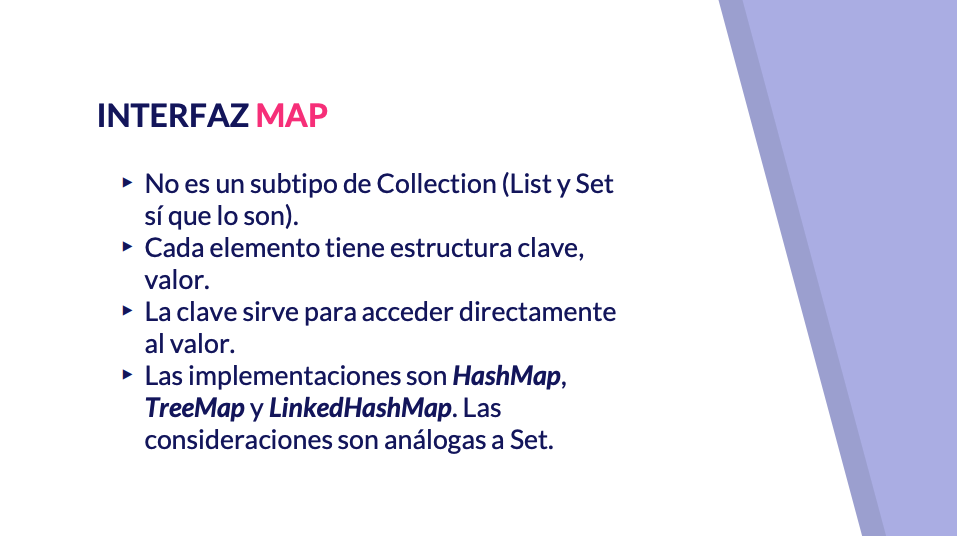 INTERFAZ MAP
▸ No es un subtipo de Collection (List y Set
sí que lo son).
▸ Cada elemento tiene estructura clave,
valor.
▸ La clave sirve para acceder directamente
al valor.
▸ Las implementaciones son HashMap,
TreeMap y LinkedHashMap. Las
consideraciones son análogas a Set.